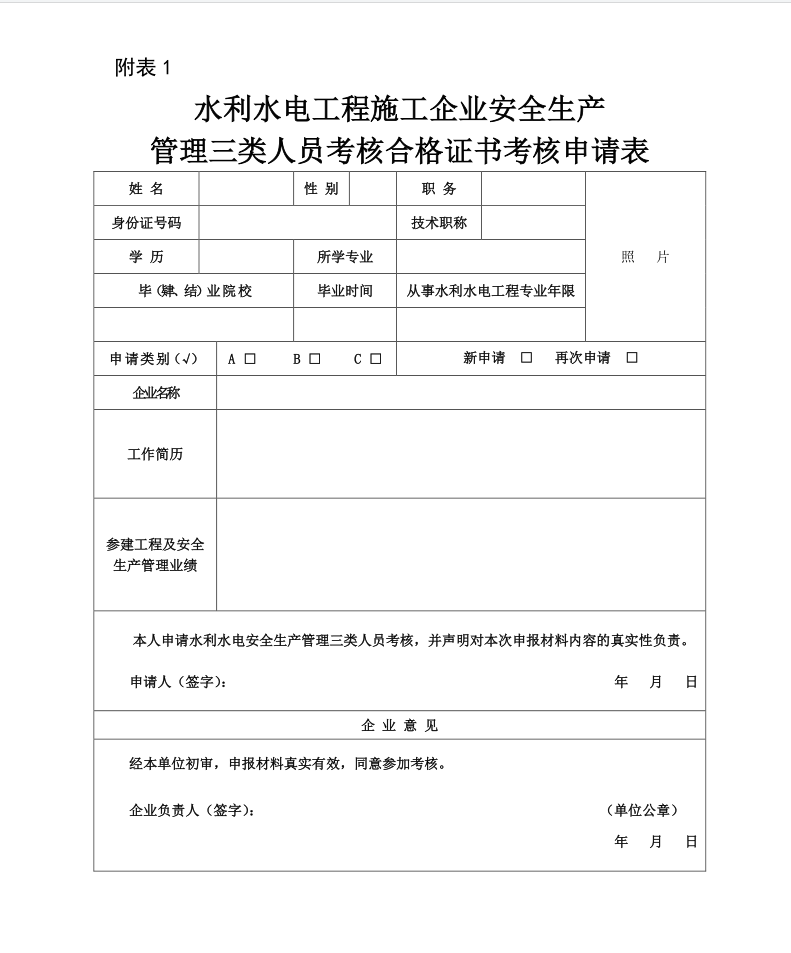 附表 1
水利水电工程施工企业安全生产
管理三类人员考核合格证书考核申请表
姓 名 性 别 职 务
身份证号码 技术职称
学 历 所学专业 照 片
毕（肄、结）业院校 毕业时间 从事水利水电工程专业年限
申请类别（√） A □ B □ C □ 新申请 □ 再次申请 □
企业名称
工作简历
参建工程及安全
生产管理业绩
本人申请水利水电安全生产管理三类人员考核，并声明对本次申报材料内容的真实性负责。
申请人（签字）： 年 月 日
企 业 意 见
经本单位初审，申报材料真实有效，同意参加考核。
企业负责人（签字）： （单位公章）
年 月 日